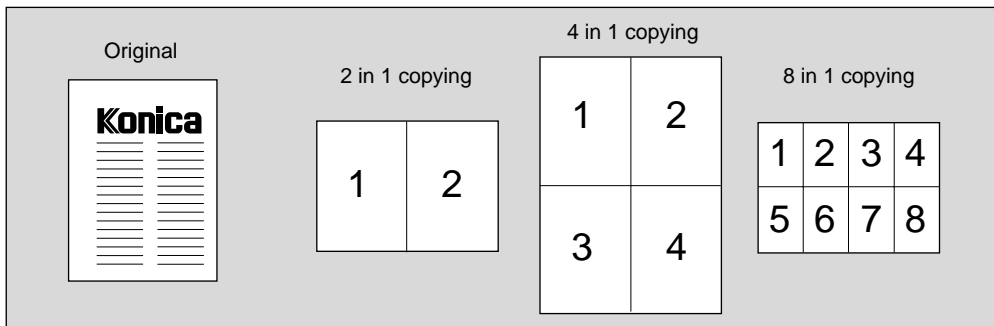 Original
Konica
2 in 1 copying
1 2
4 in 1 copying
1 2
3 4
8 in 1 copying
1 2 3 4
5 6 7 8